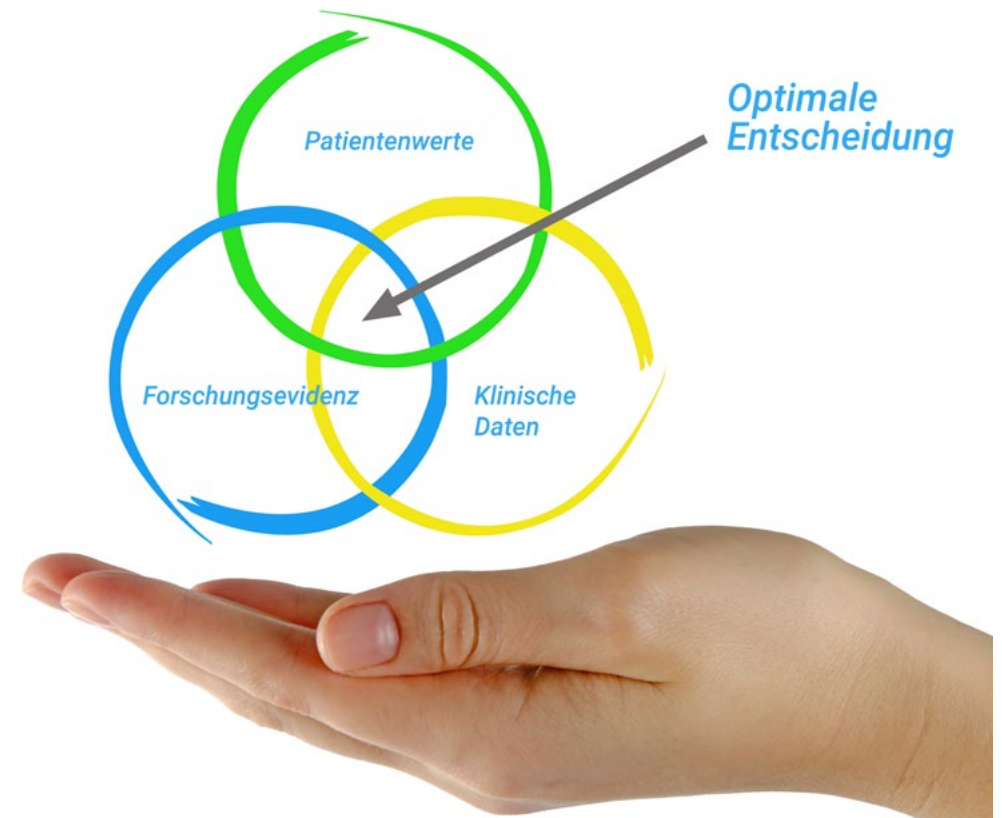 Optimale
Entscheidung
Patientenwerte
Forschungsevidenz
Klinische
Daten